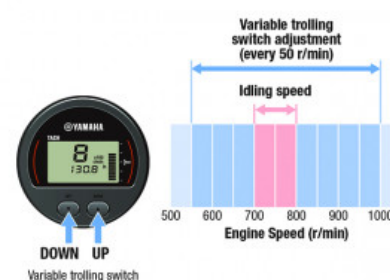 Variable trolling
switch adjustment
(every 50 r/min)
Idling speed
YAMAHA
TACH
8
130.8
500 600 700 800 900 1000
Engine Speed (r/min)
DOWN UP
Variable trolling switch